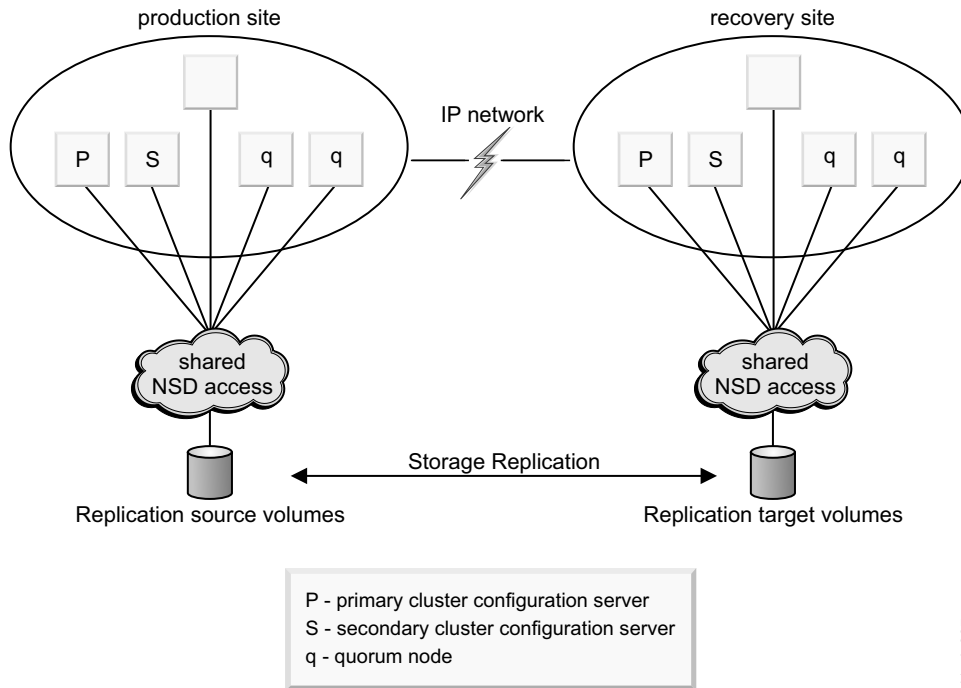 production site
recovery site
IP network
P
S
q
q
P
S
q
q
shared
NSD access
shared
NSD access
Storage Replication
Replication source volumes
Replication target volumes
P - primary cluster configuration server
S - secondary cluster configuration server
q - quorum node